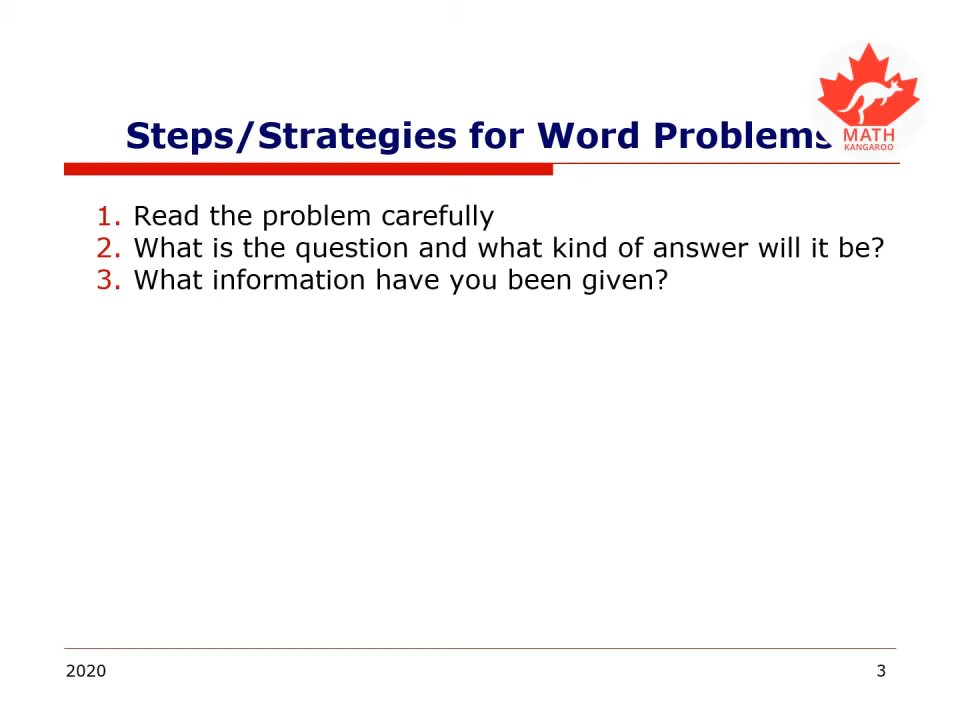 Steps/Strategies for Word Problems
MATH
KANGAROO
1. Read the problem carefully
2. What is the question and what kind of answer will it be?
3. What information have you been given?
2020
3